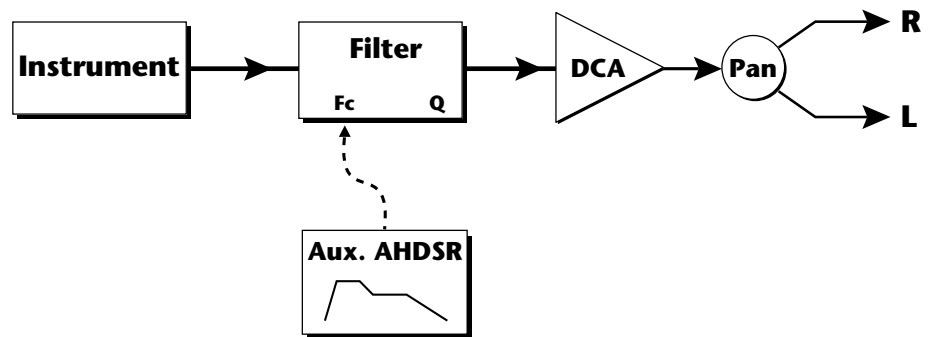 Instrument
Filter
Fc Q
DCA
Pan
R
L
Aux. AHDSR